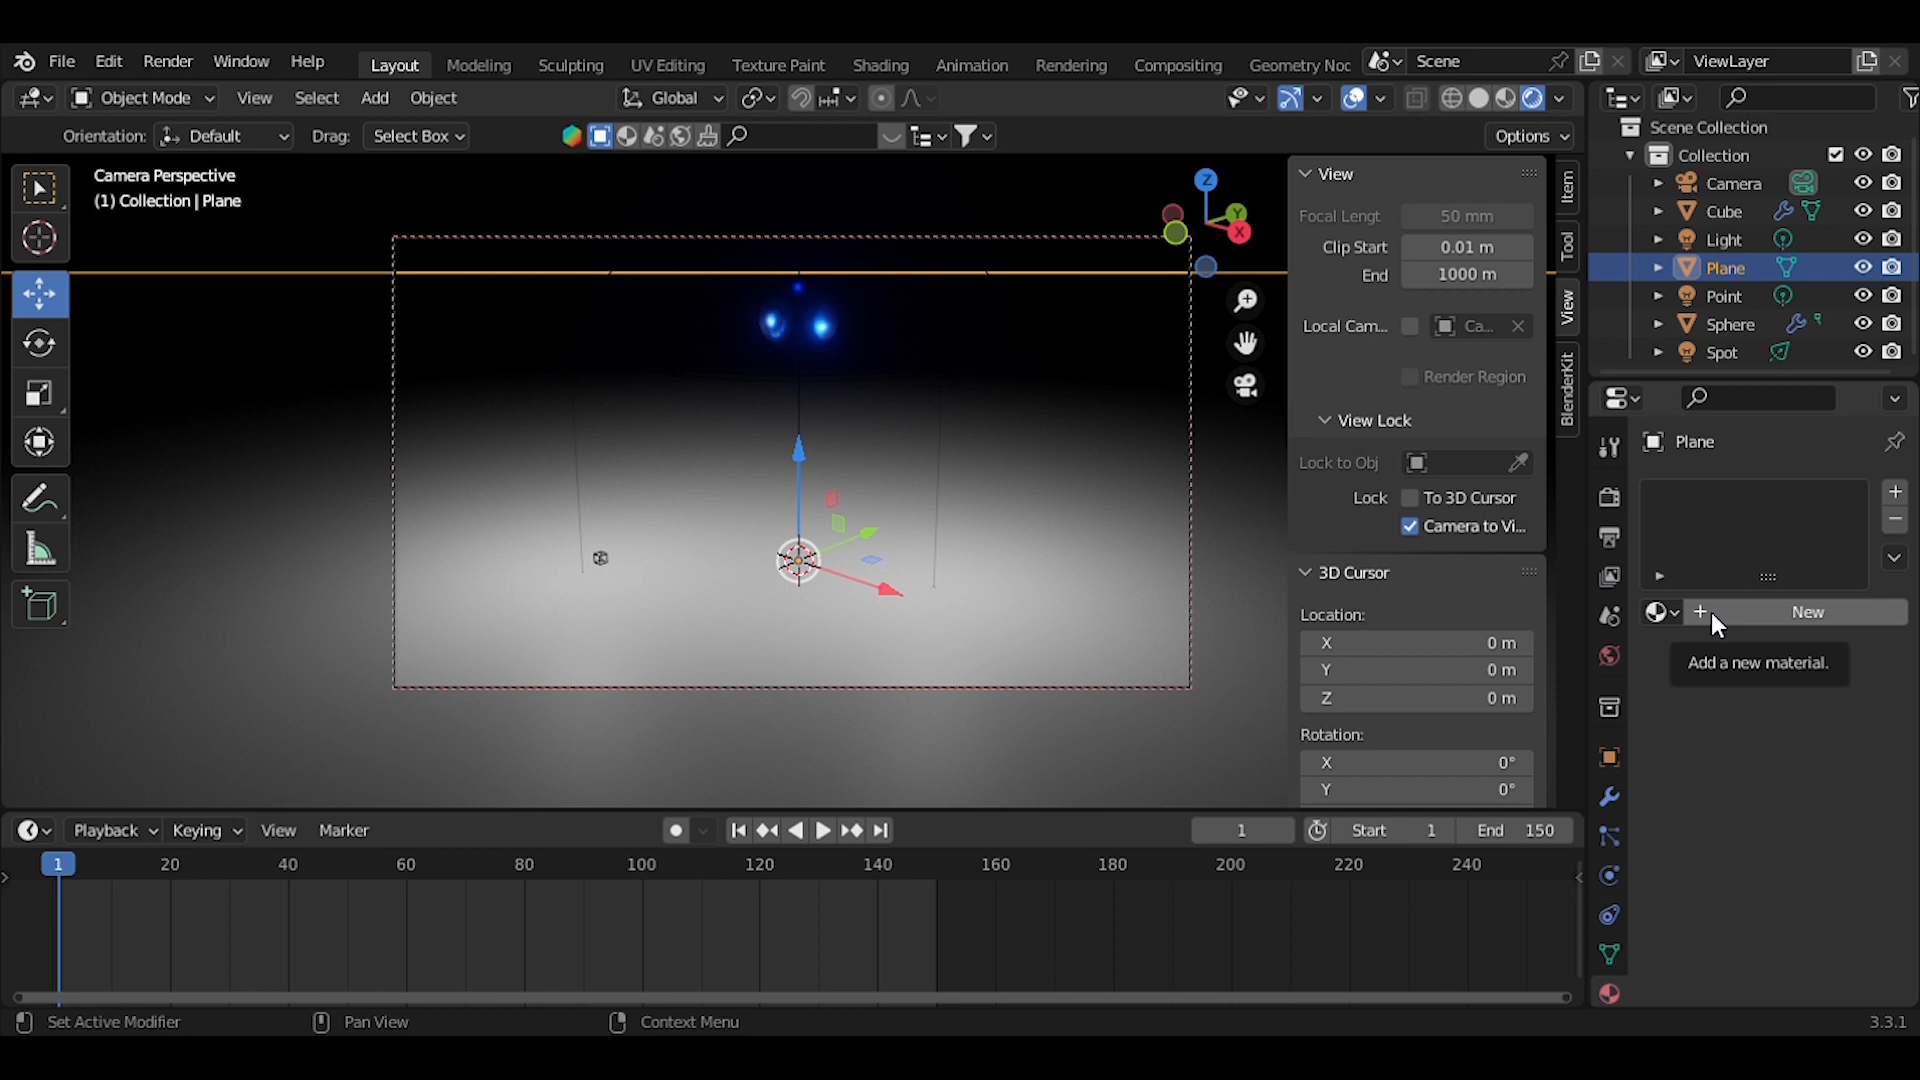 File Edit Render Window Help Layout Modeling Sculpting UV Editing Texture Paint Shading Animation Rendering Compositing Geometry Noc Scene ViewLayer
Object Mode View Select Add Object Global
Orientation: Default Drag: Select Box Options
Camera Perspective
(1) Collection | Plane
Z
Y
X
View
Focal Lengt 50 mm
Clip Start 0.01 m
End 1000 m
Local Cam... Ca...
Render Region
View Lock
Lock to Obj
Lock To 3D Cursor
Camera to Vi...
3D Cursor
Location:
X 0 m
Y 0 m
Z 0 m
Rotation:
X 0°
Y 0°
Item
Tool
View
BlenderKit
Scene Collection
Collection
Camera
Cube
Light
Plane
Point
Sphere
Spot
Plane
New
Add a new material.
Playback Keying View Marker 1 Start 1 End 150
1 20 40 60 80 100 120 140 160 180 200 220 240
Set Active Modifier Pan View Context Menu 3.3.1